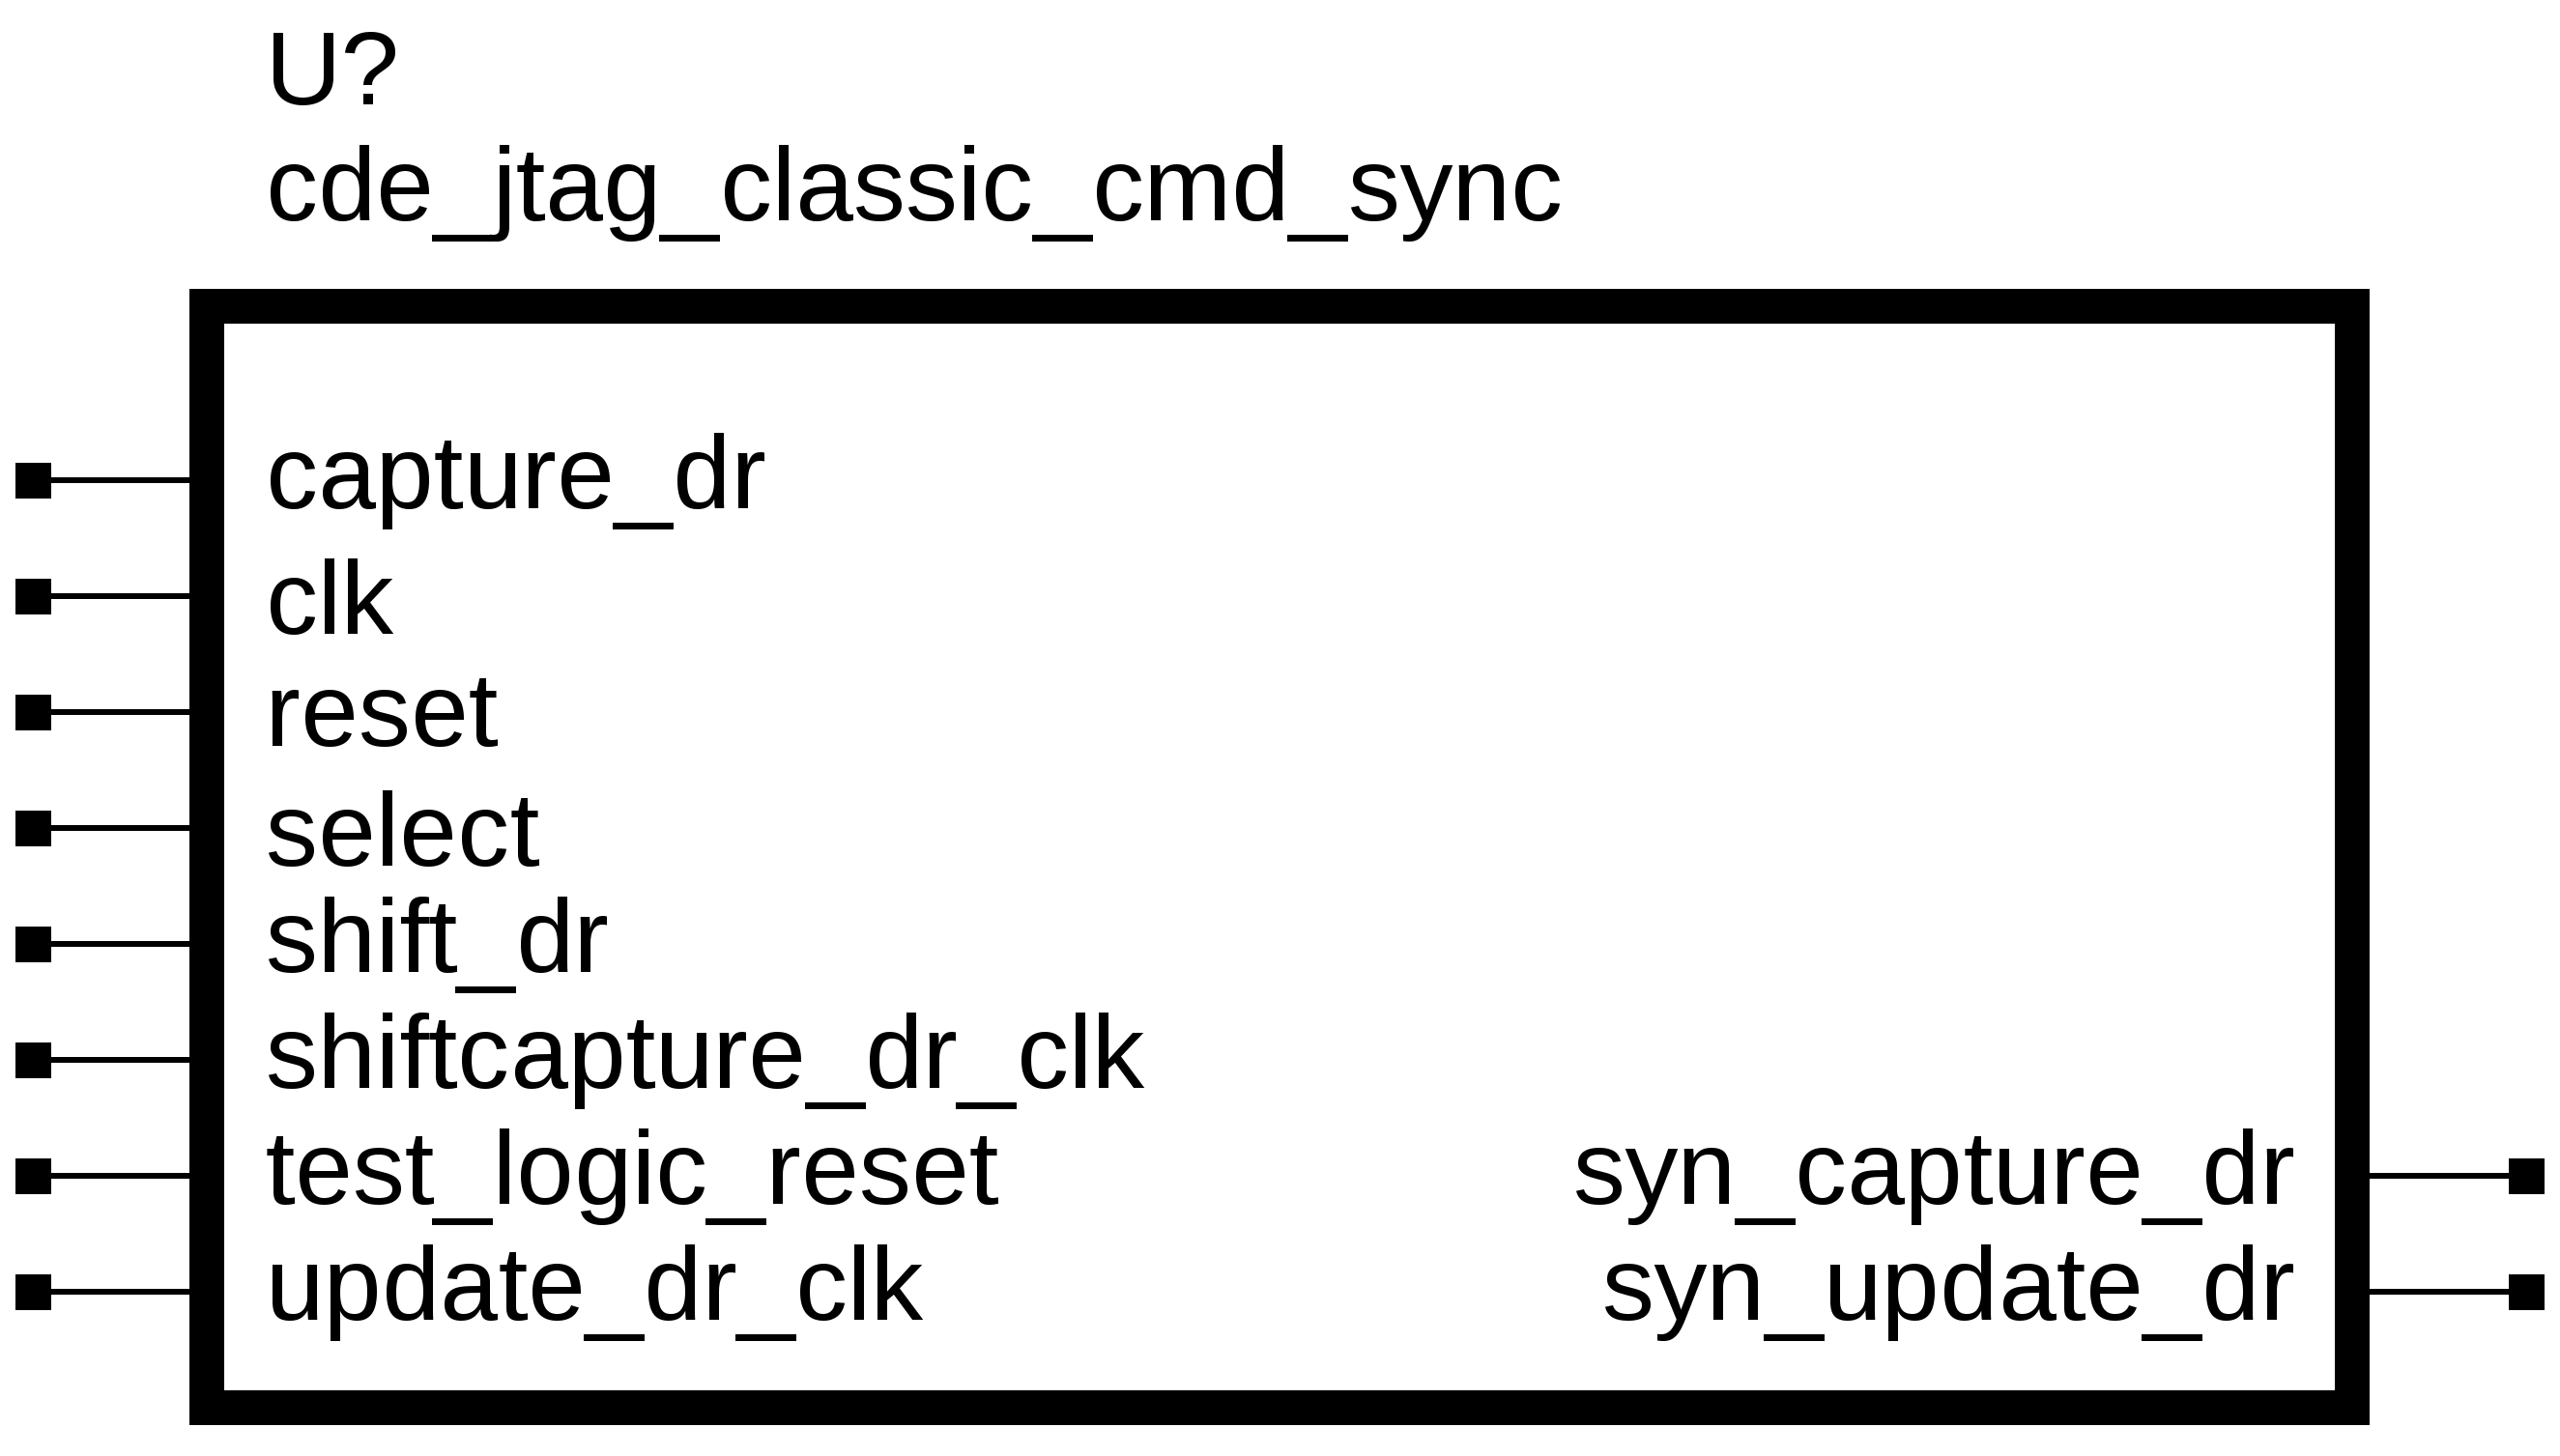 U?
cde_jtag_classic_cmd_sync
capture_dr
clk
reset
select
shift_dr
shiftcapture_dr_clk
test_logic_reset
syn_capture_dr
update_dr_clk
syn_update_dr